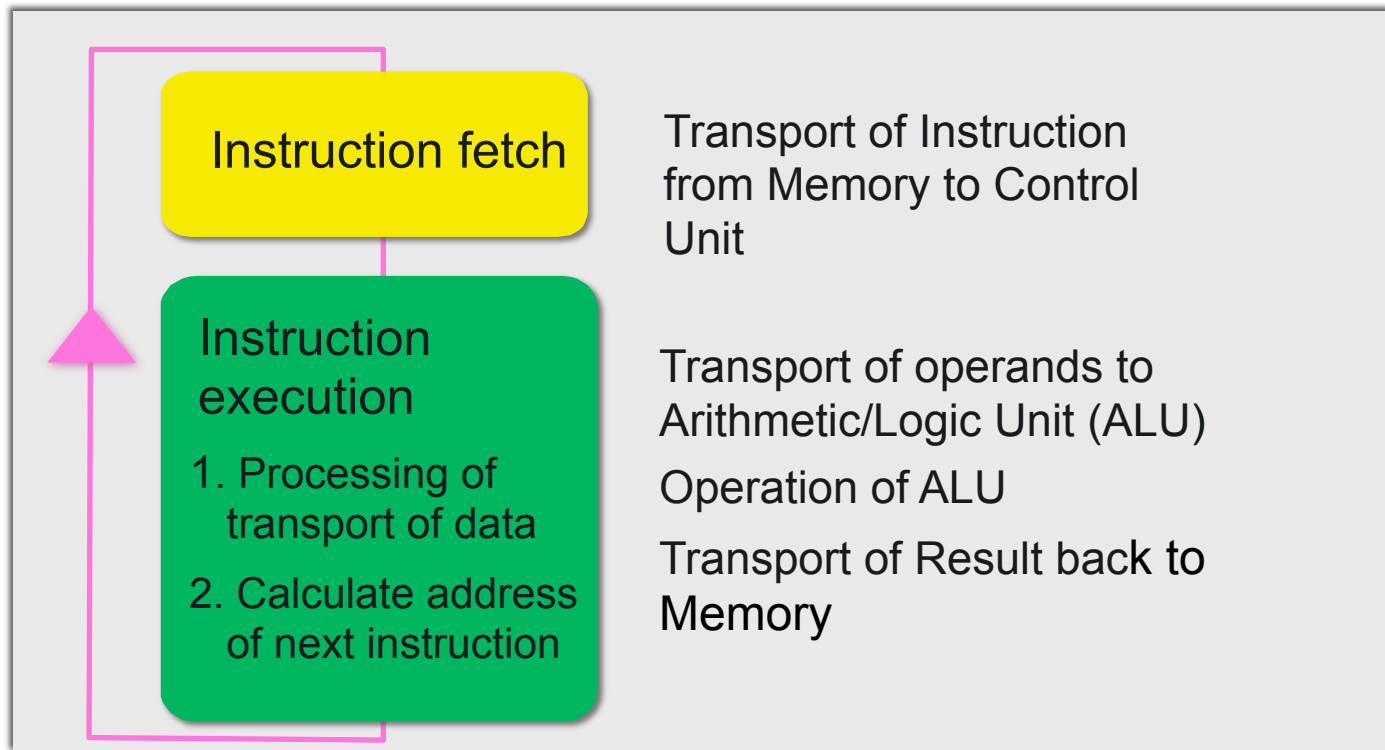 Instruction fetch
Transport of Instruction
from Memory to Control
Unit
Instruction
execution
1. Processing of
transport of data
2. Calculate address
of next instruction
Transport of operands to
Arithmetic/Logic Unit (ALU)
Operation of ALU
Transport of Result back to
Memory